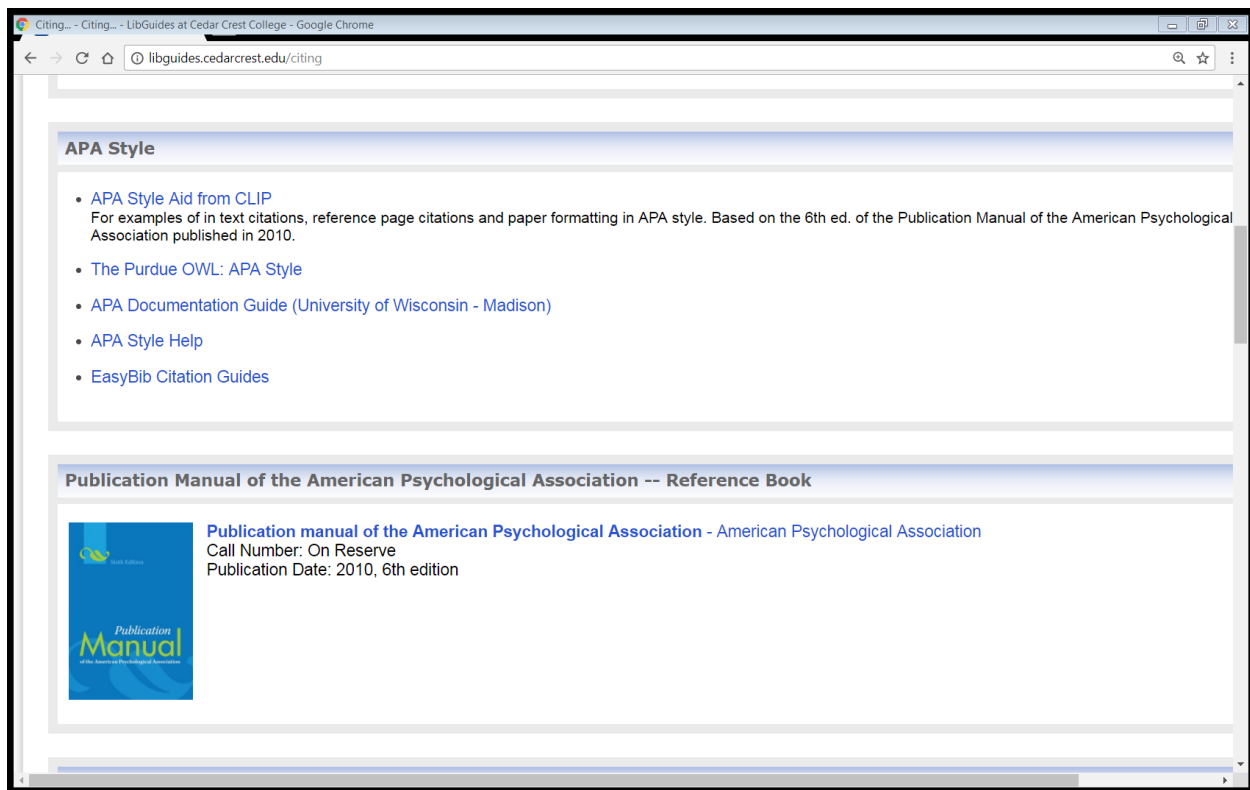 Citing... - Citing... - LibGuides at Cedar Crest College - Google Chrome
libguides.cedarcrest.edu/citing
APA Style
APA Style Aid from CLIP
For examples of in text citations, reference page citations and paper formatting in APA style. Based on the 6th ed. of the Publication Manual of the American Psychological
Association published in 2010.
The Purdue OWL: APA Style
APA Documentation Guide (University of Wisconsin - Madison)
APA Style Help
EasyBib Citation Guides
Publication Manual of the American Psychological Association -- Reference Book
Publication manual of the American Psychological Association - American Psychological Association
Call Number: On Reserve
Publication Date: 2010, 6th edition
Sixth Edition
Publication
Manual
of the American Psychological Association